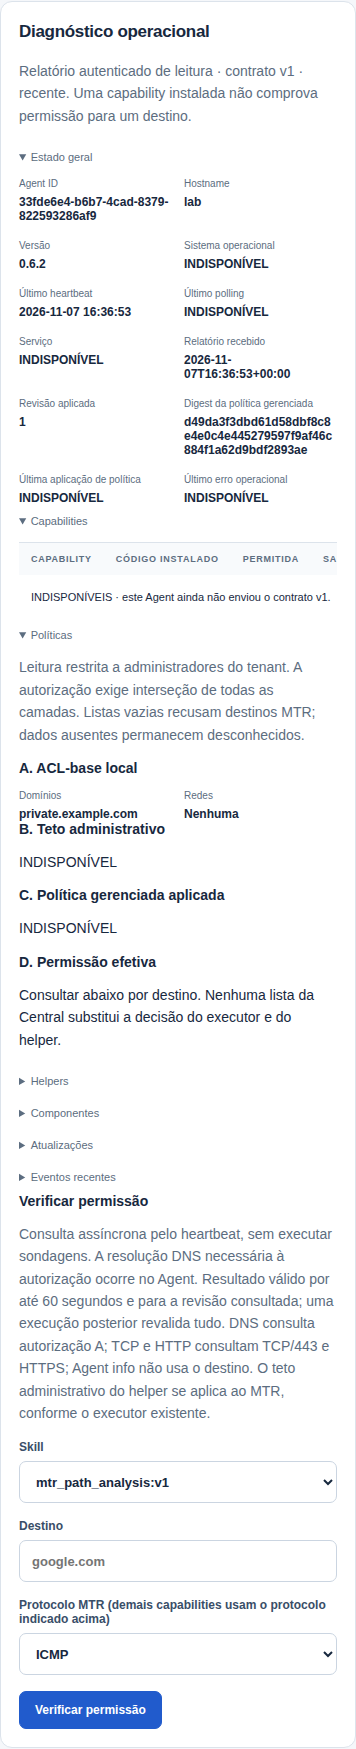 Diagnóstico operacional
Relatório autenticado de leitura · contrato v1 ·
recente. Uma capability instalada não comprova
permissão para um destino.
▼ Estado geral
Agent ID
33fde6e4-b6b7-4cad-8379-
822593286af9
Hostname
lab
Versão
0.6.2
Sistema operacional
INDISPONÍVEL
Último heartbeat
2026-11-07 16:36:53
Último polling
INDISPONÍVEL
Serviço
INDISPONÍVEL
Relatório recebido
2026-11-
07T16:36:53+00:00
Revisão aplicada
1
Digest da política gerenciada
d49da3f3dbd61d58dbf8c8
e4e0c4e445279597f9af46c
884f1a62d9bdf2893ae
Última aplicação de política
INDISPONÍVEL
Último erro operacional
INDISPONÍVEL
▼ Capabilities
CAPABILITY CÓDIGO INSTALADO PERMITIDA SA
INDISPONÍVEIS · este Agent ainda não enviou o contrato v1.
▼ Políticas
Leitura restrita a administradores do tenant. A
autorização exige interseção de todas as
camadas. Listas vazias recusam destinos MTR;
dados ausentes permanecem desconhecidos.
A. ACL-base local
Domínios
private.example.com
Redes
Nenhuma
B. Teto administrativo
INDISPONÍVEL
C. Política gerenciada aplicada
INDISPONÍVEL
D. Permissão efetiva
Consultar abaixo por destino. Nenhuma lista da
Central substitui a decisão do executor e do
helper.
▶ Helpers
▶ Componentes
▶ Atualizações
▶ Eventos recentes
Verificar permissão
Consulta assíncrona pelo heartbeat, sem executar
sondagens. A resolução DNS necessária à
autorização ocorre no Agent. Resultado válido por
até 60 segundos e para a revisão consultada; uma
execução posterior revalida tudo. DNS consulta
autorização A; TCP e HTTP consultam TCP/443 e
HTTPS; Agent info não usa o destino. O teto
administrativo do helper se aplica ao MTR,
conforme o executor existente.
Skill
mtr_path_analysis:v1
Destino
google.com
Protocolo MTR (demais capabilities usam o protocolo
indicado acima)
ICMP
Verificar permissão